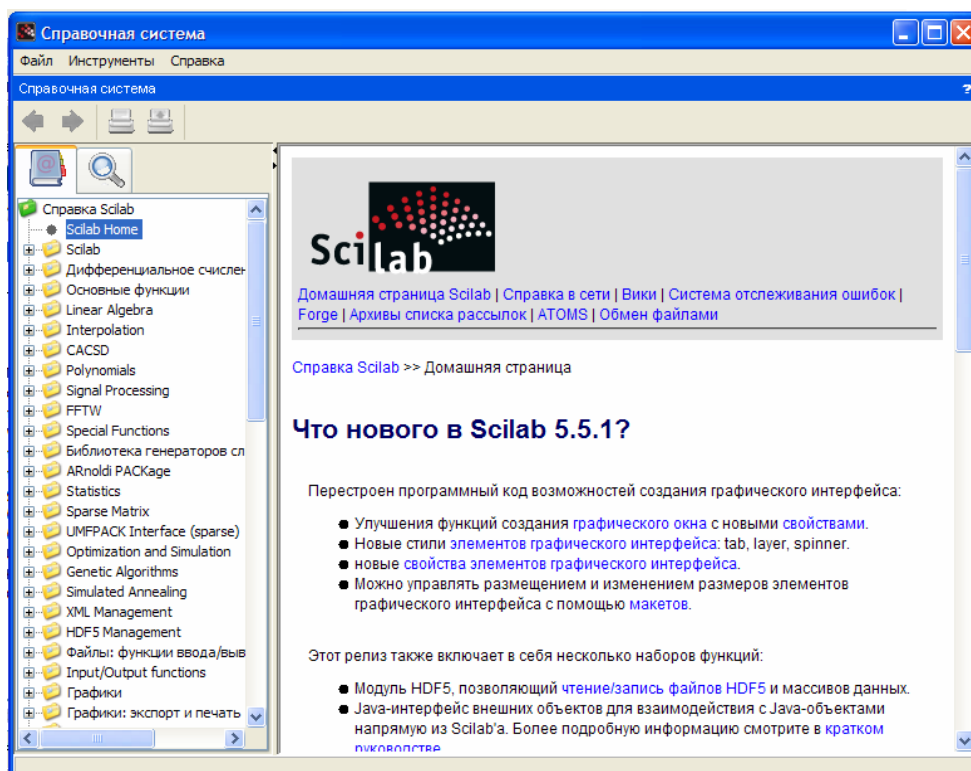 Справочная система
Файл Инструменты Справка
Справочная система ?
Справка Scilab
Scilab Home
Scilab
Дифференциальное числен
Основные функции
Linear Algebra
Interpolation
CACSD
Polynomials
Signal Processing
FFTW
Special Functions
Библиотека генераторов сл
ARnoldi PACKage
Statistics
Sparse Matrix
UMFPACK Interface (sparse)
Optimization and Simulation
Genetic Algorithms
Simulated Annealing
XML Management
HDF5 Management
Файлы: функции ввода/выв
Input/Output functions
Графики
Графики: экспорт и печать
Scilab
Домашняя страница Scilab | Справка в сети | Вики | Система отслеживания ошибок |
Forge | Архивы списка рассылок | ATOMS | Обмен файлами
Справка Scilab >> Домашняя страница
Что нового в Scilab 5.5.1?
Перестроен программный код возможностей создания графического интерфейса:
Улучшения функций создания графического окна с новыми свойствами.
Новые стили элементов графического интерфейса: tab, layer, spinner.
новые свойства элементов графического интерфейса.
Можно управлять размещением и изменением размеров элементов
графического интерфейса с помощью макетов.
Этот релиз также включает в себя несколько наборов функций:
Модуль HDF5, позволяющий чтение/запись файлов HDF5 и массивов данных.
Java-интерфейс внешних объектов для взаимодействия с Java-объектами
напрямую из Scilab'а. Более подробную информацию смотрите в кратком
руководстве